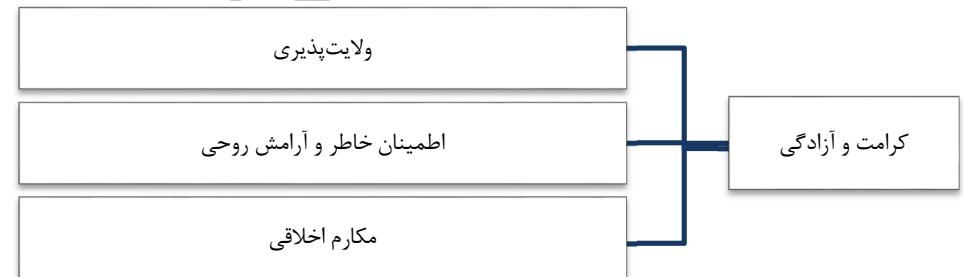 کرامت و آزادگی
ولایت‌پذیری
اطمینان خاطر و آرامش روحی
مکارم اخلاقی